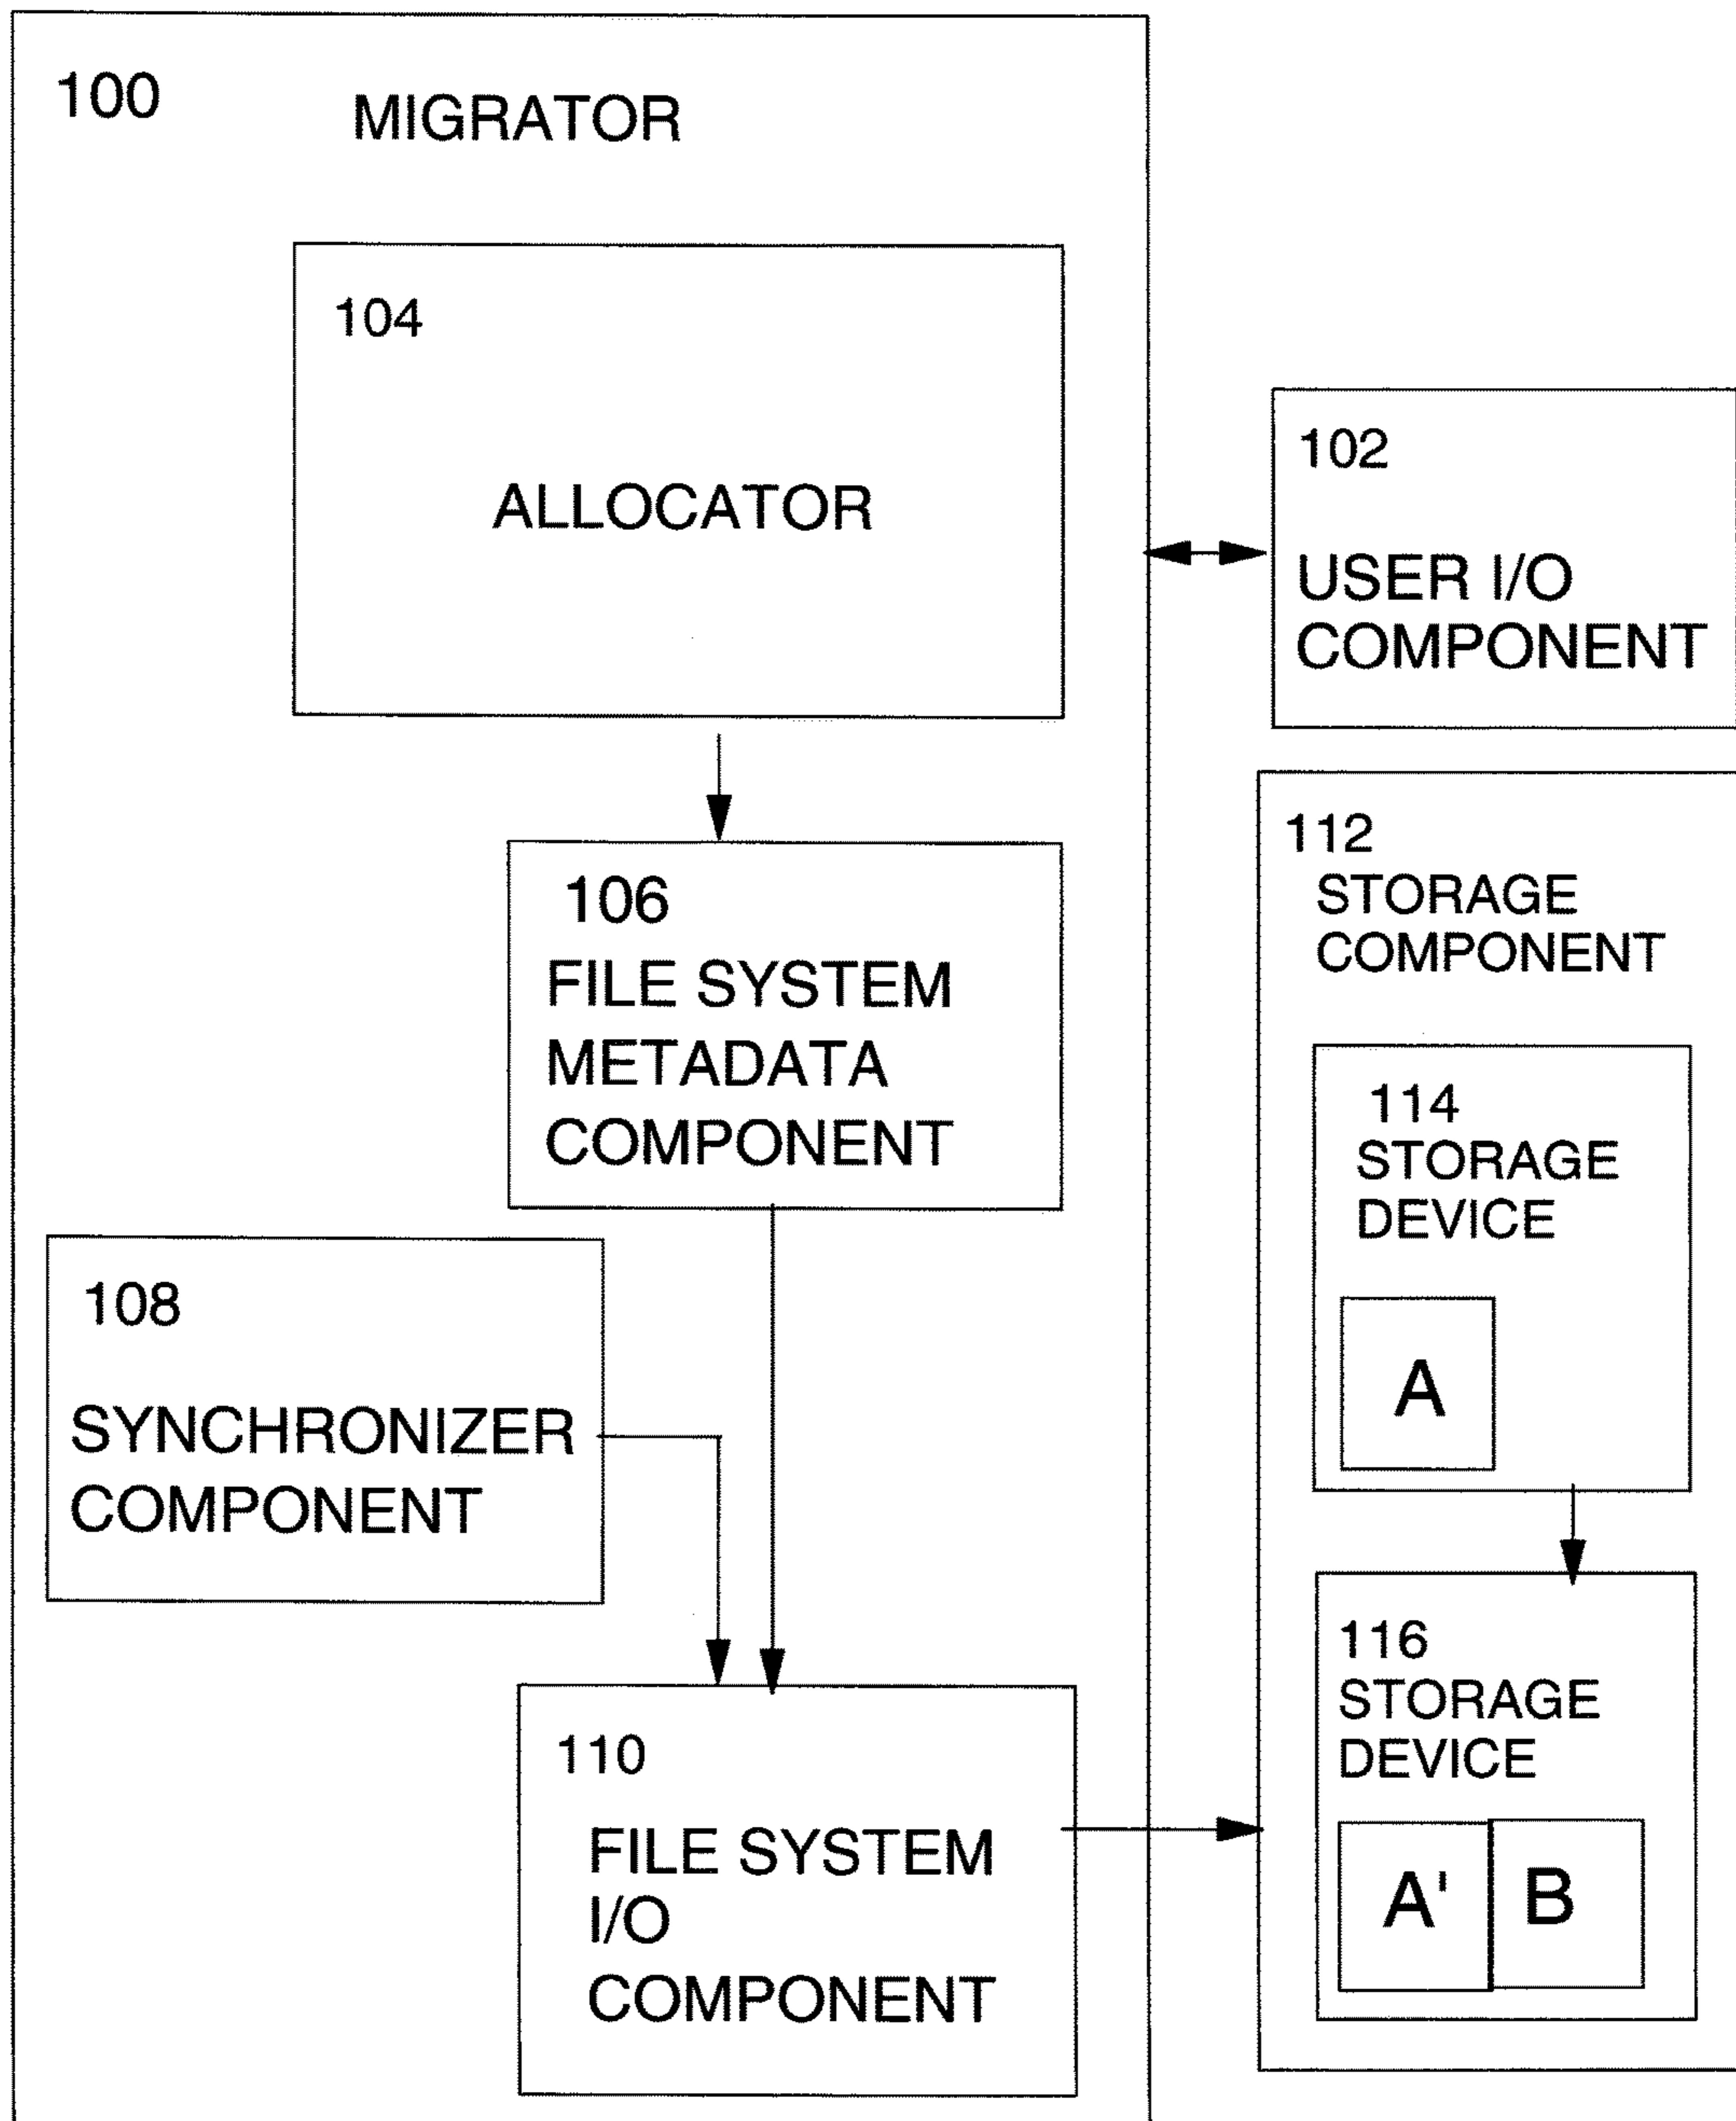 100
MIGRATOR
104
ALLOCATOR
102
USER I/O
COMPONENT
106
FILE SYSTEM
METADATA
COMPONENT
108
SYNCHRONIZER
COMPONENT
110
FILE SYSTEM
I/O
COMPONENT
112
STORAGE
COMPONENT
114
STORAGE
DEVICE
A
116
STORAGE
DEVICE
A' B